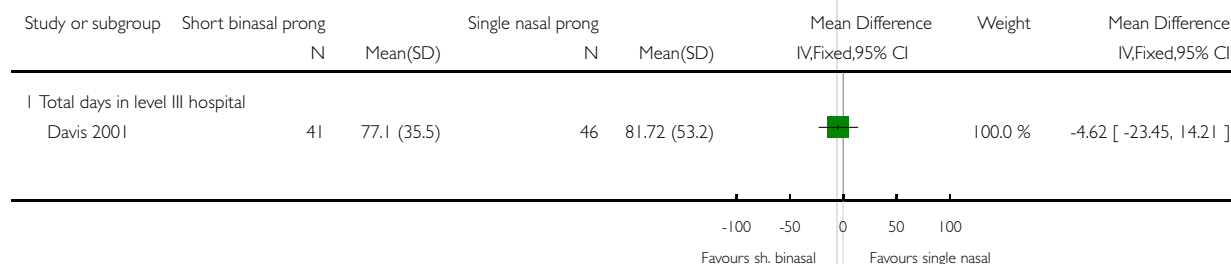 Study or subgroup Short binasal prong Single nasal prong Mean Difference Weight Mean Difference
N Mean(SD) N Mean(SD) IV,Fixed,95% CI IV,Fixed,95% CI
1 Total days in level III hospital
Davis 2001 41 77.1 (35.5) 46 81.72 (53.2) 100.0 % -4.62 [ -23.45, 14.21 ]
-100 -50 0 50 100
Favours sh. binasal Favours single nasal